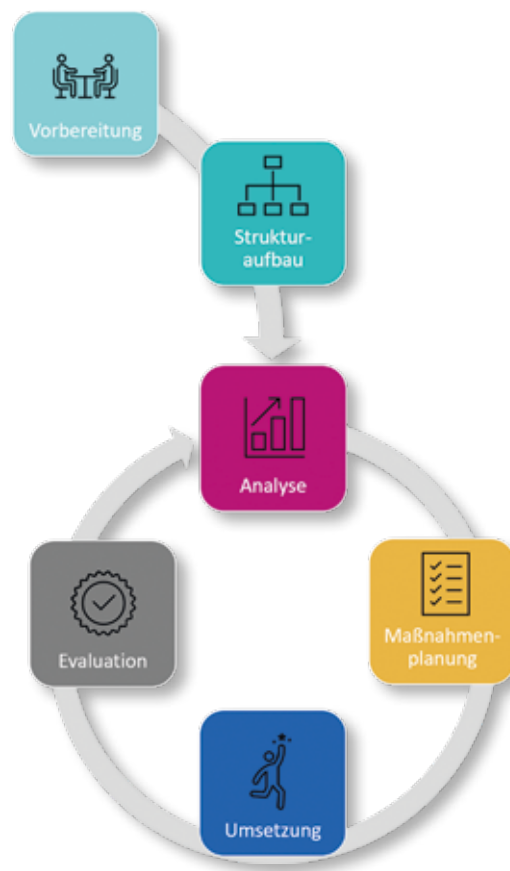 Vorbereitung
Struktur-
aufbau
Analyse
Maßnahmen-
planung
Umsetzung
Evaluation